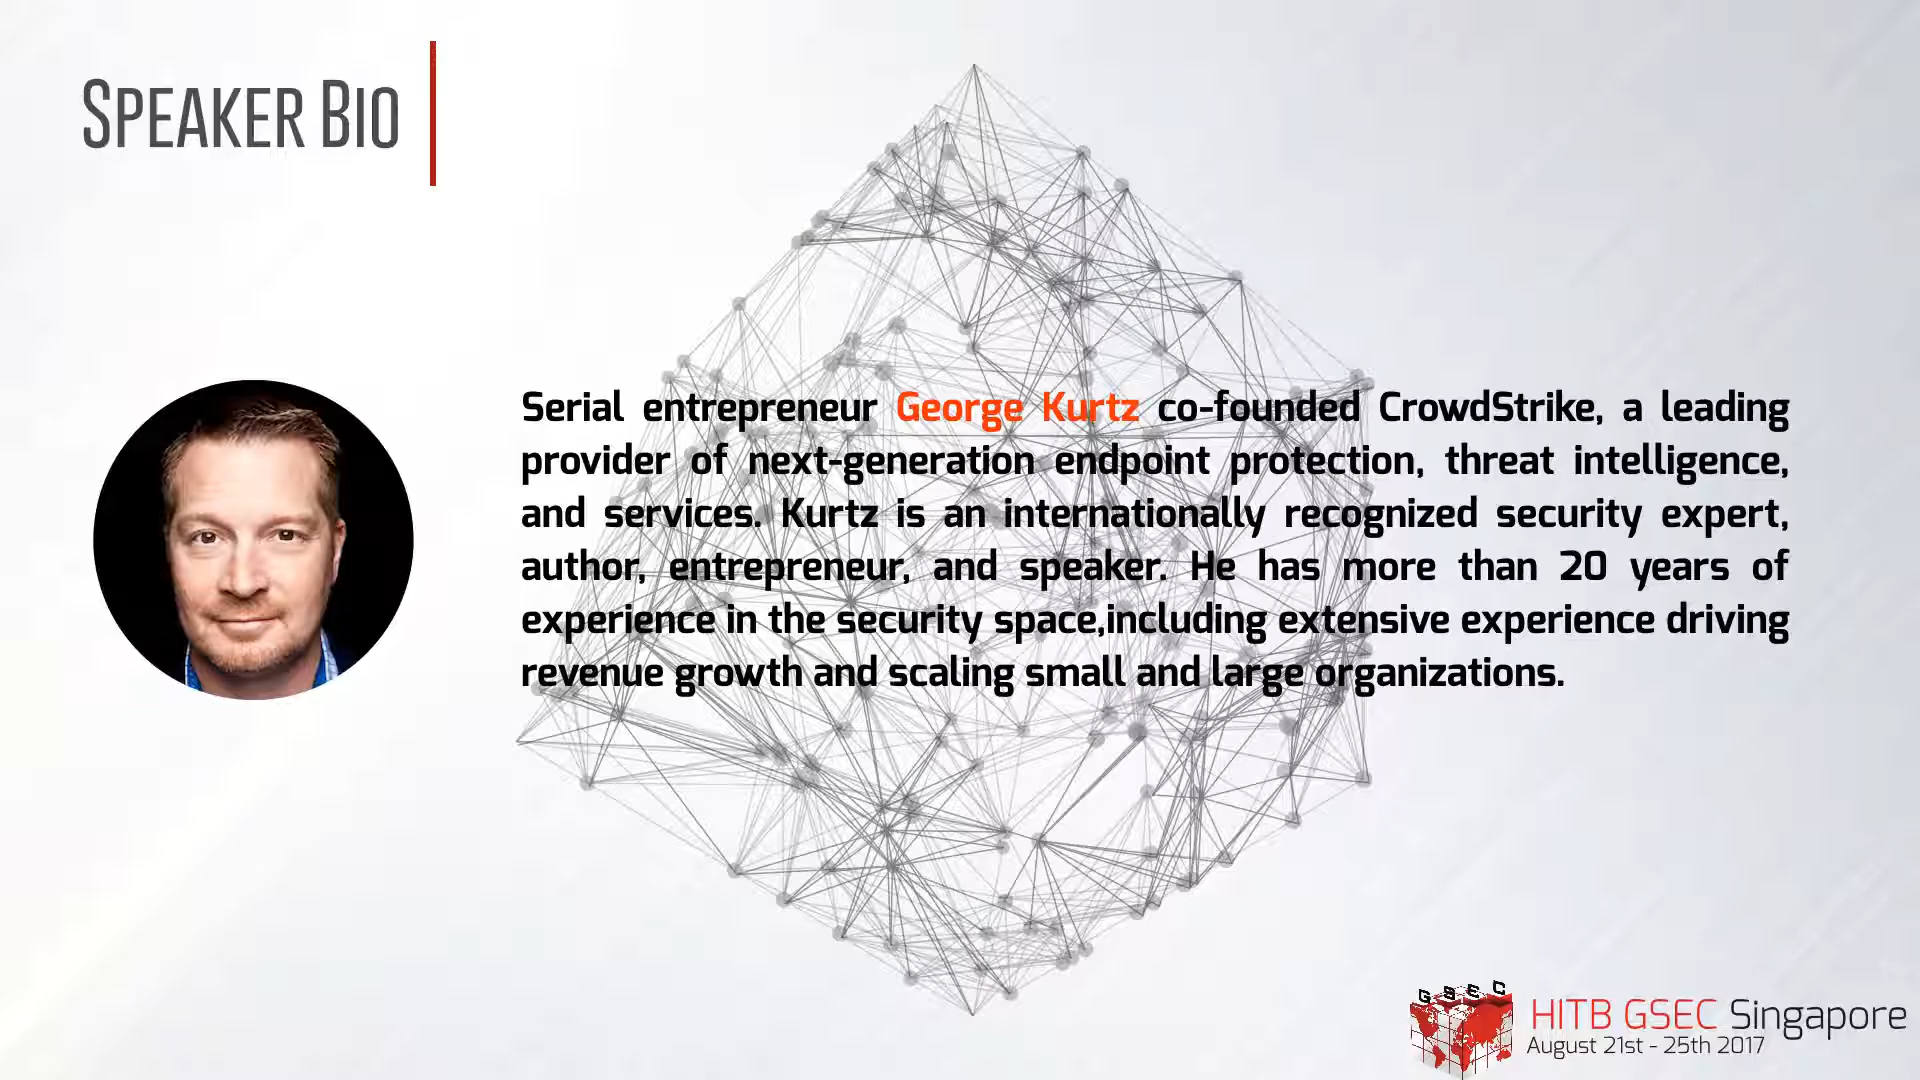 SPEAKER BIO
Serial entrepreneur George Kurtz co-founded CrowdStrike, a leading
provider of next-generation endpoint protection, threat intelligence,
and services. Kurtz is an internationally recognized security expert,
author, entrepreneur, and speaker. He has more than 20 years of
experience in the security space,including extensive experience driving
revenue growth and scaling small and large organizations.
G S E C
HITB GSEC Singapore
August 21st - 25th 2017